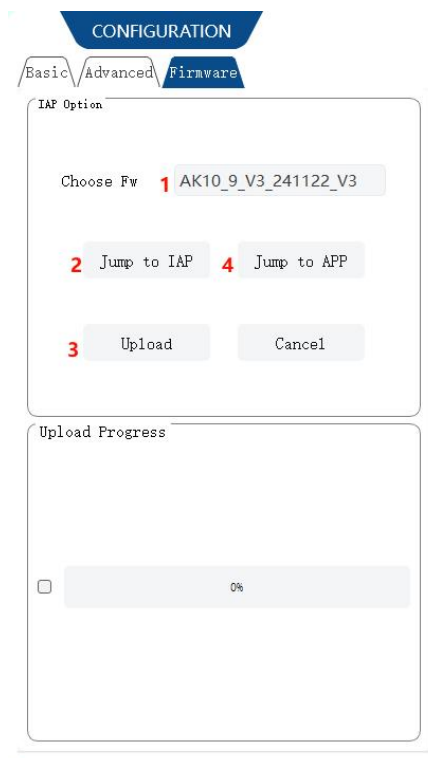 CONFIGURATION
Basic Advanced Firmware
IAP Option
Choose Fw 1 AK10_9_V3_241122_V3
2 Jump to IAP 4 Jump to APP
3 Upload Cancel
Upload Progress
0%